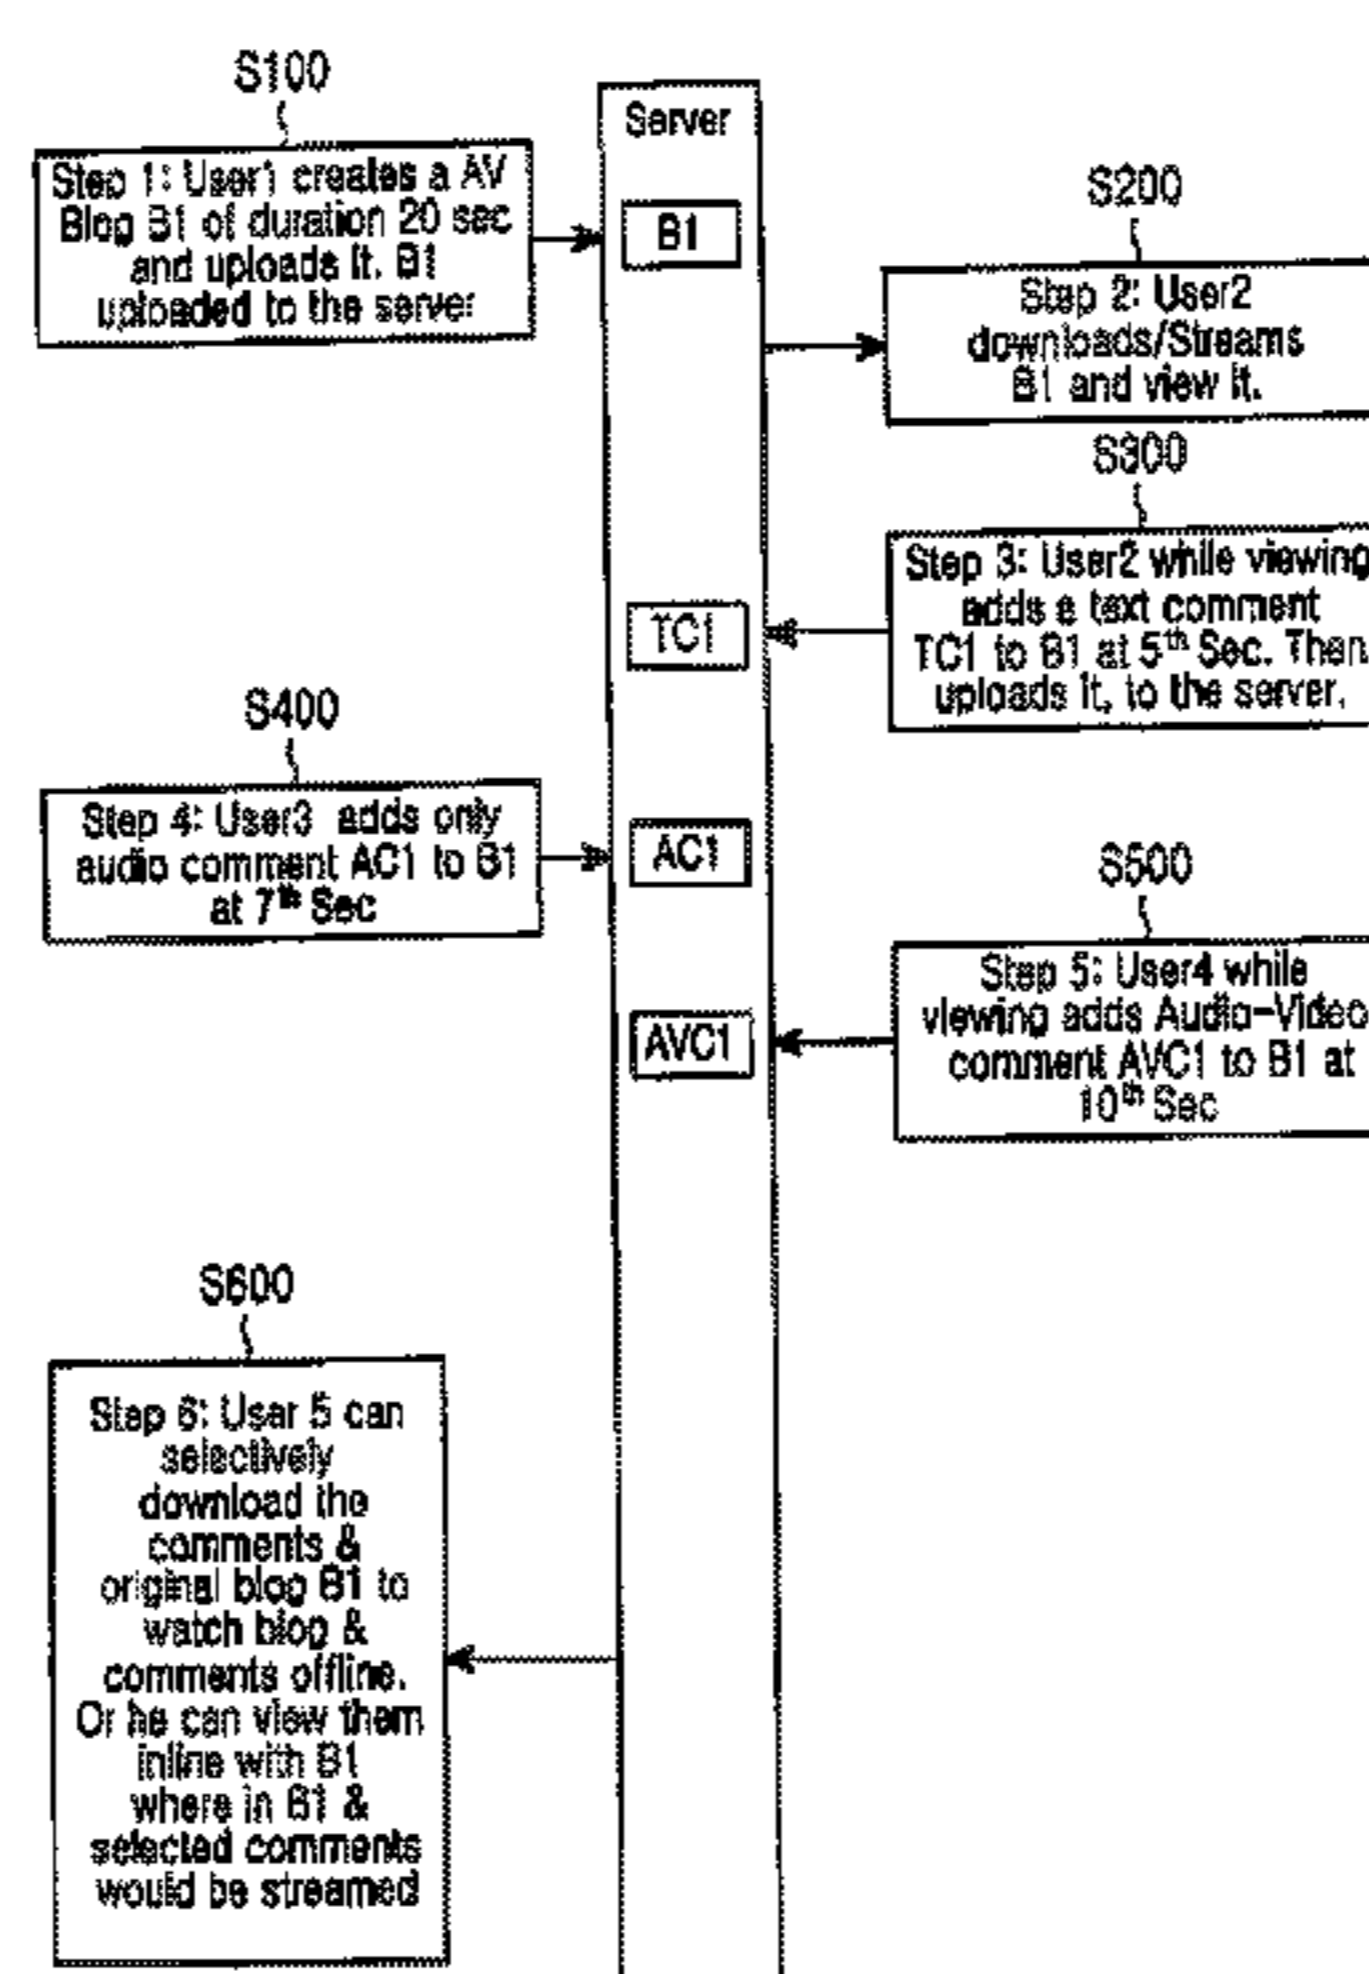 S100
Step 1: User1 creates a AV
Blog B1 of duration 20 sec
and uploads it. B1
uploaded to the server
Server
B1
S200
Step 2: User2
downloads/Streams
B1 and view it.
S300
Step 3: User2 while viewing
adds a text comment
TC1 to B1 at 5th Sec. Then
uploads it, to the server.
TC1
S400
Step 4: User3 adds only
audio comment AC1 to B1
at 7th Sec
AC1
S500
Step 5: User4 while
viewing adds Audio-Video
comment AVC1 to B1 at
10th Sec
AVC1
S600
Step 6: User 5 can
selectively
download the
comments &
original blog B1 to
watch blog &
comments offline.
Or he can view them
inline with B1
where in B1 &
selected comments
would be streamed